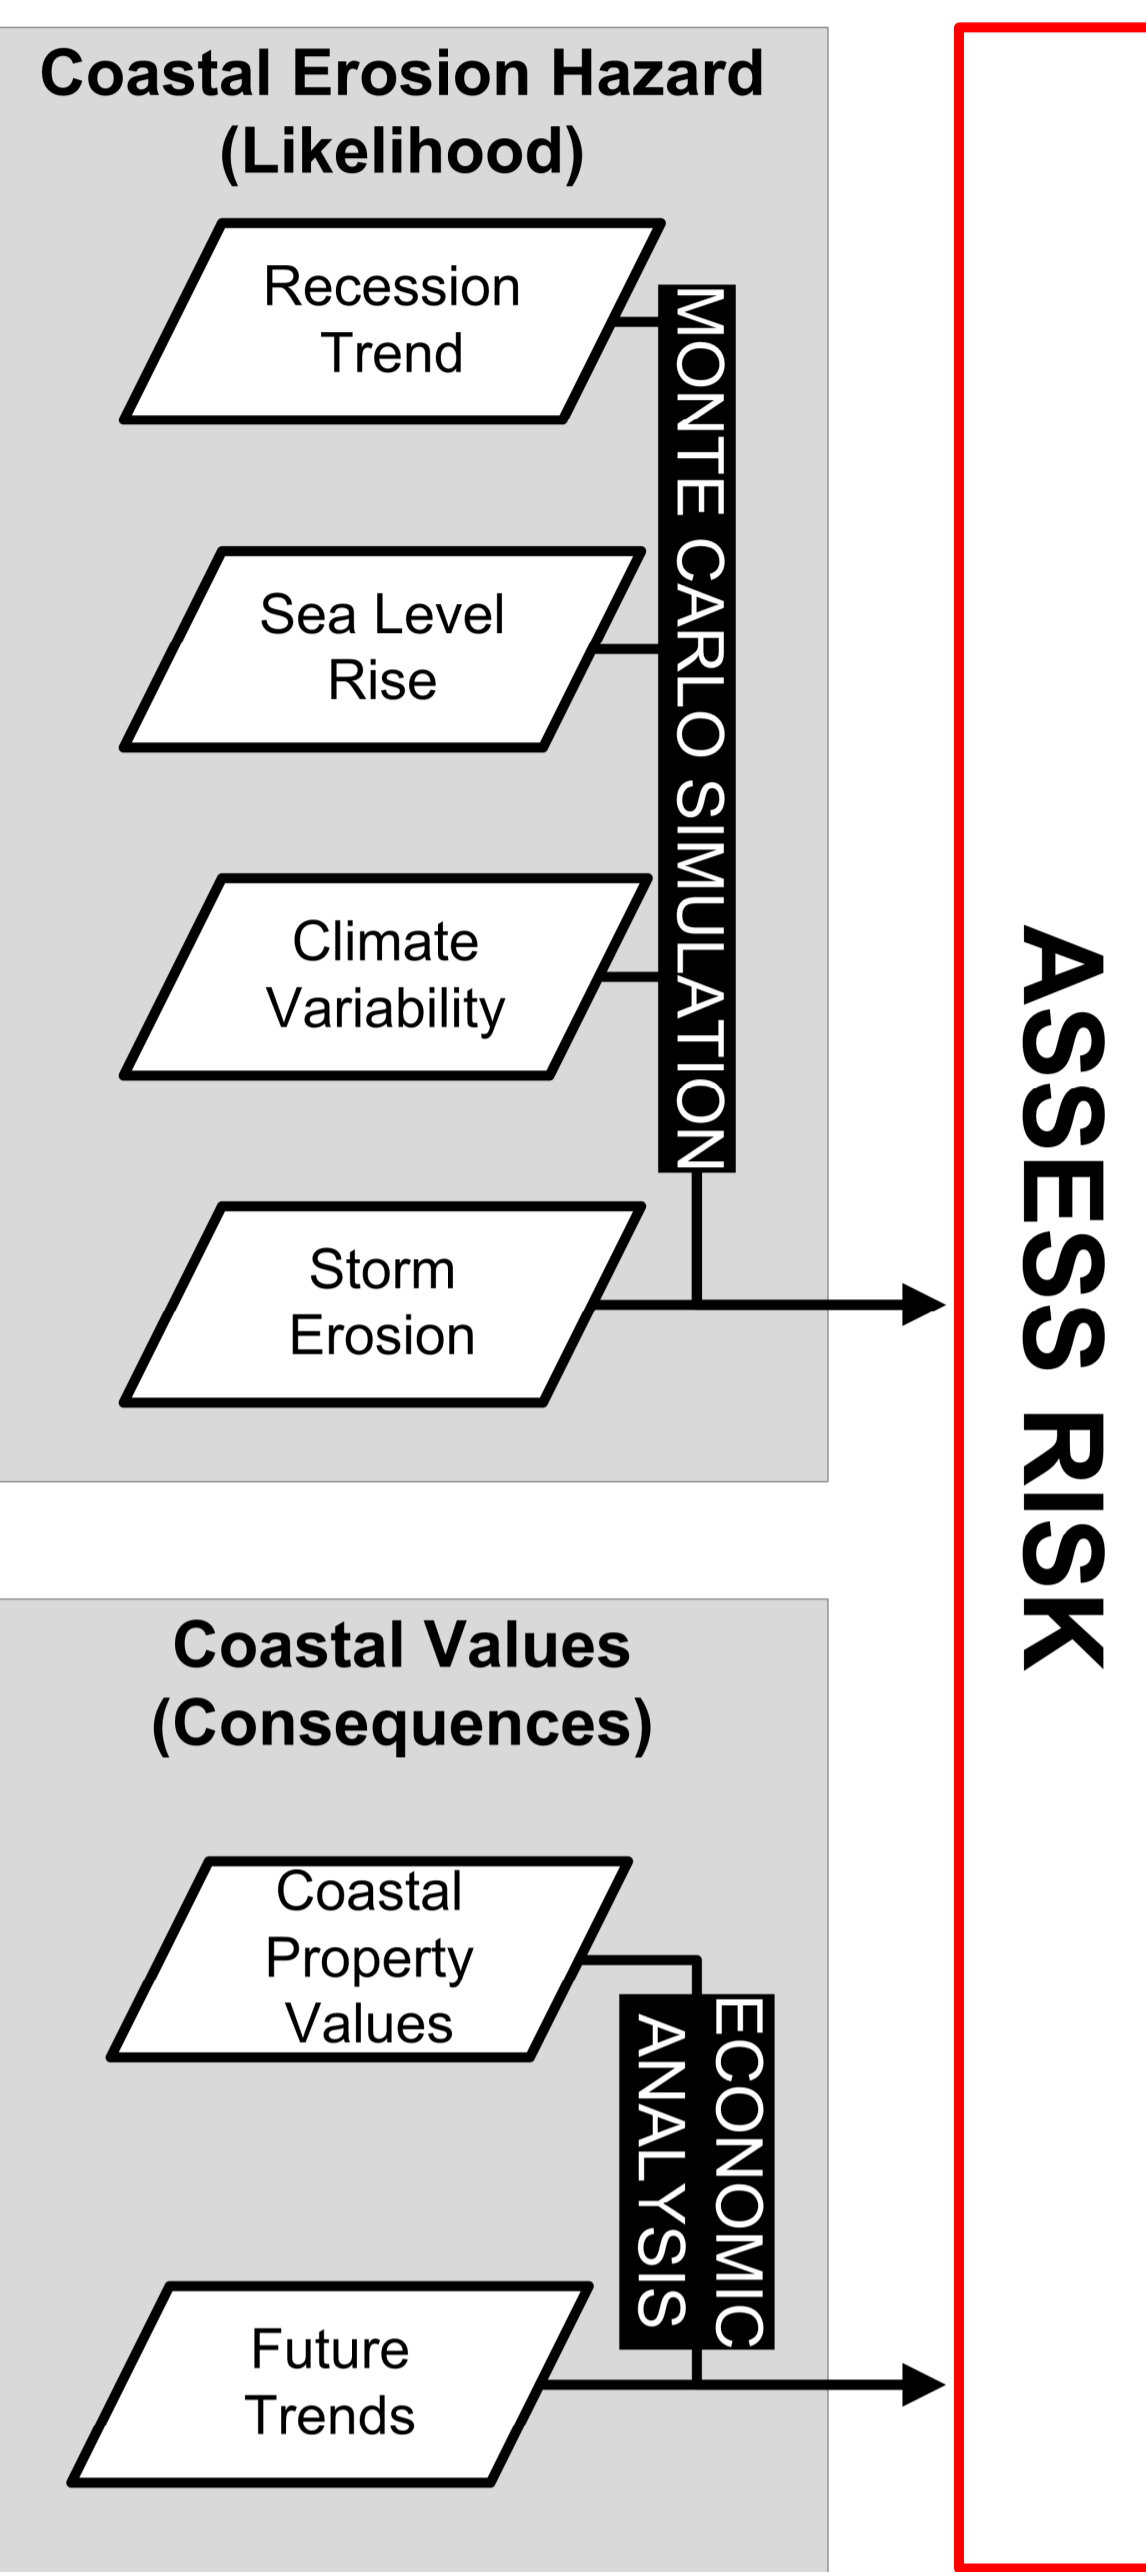 Coastal Erosion Hazard
(Likelihood)
Recession
Trend
Sea Level
Rise
Climate
Variability
Storm
Erosion
MONTE CARLO SIMULATION
Coastal Values
(Consequences)
Coastal
Property
Values
Future
Trends
ECONOMIC
ANALYSIS
ASSESS RISK